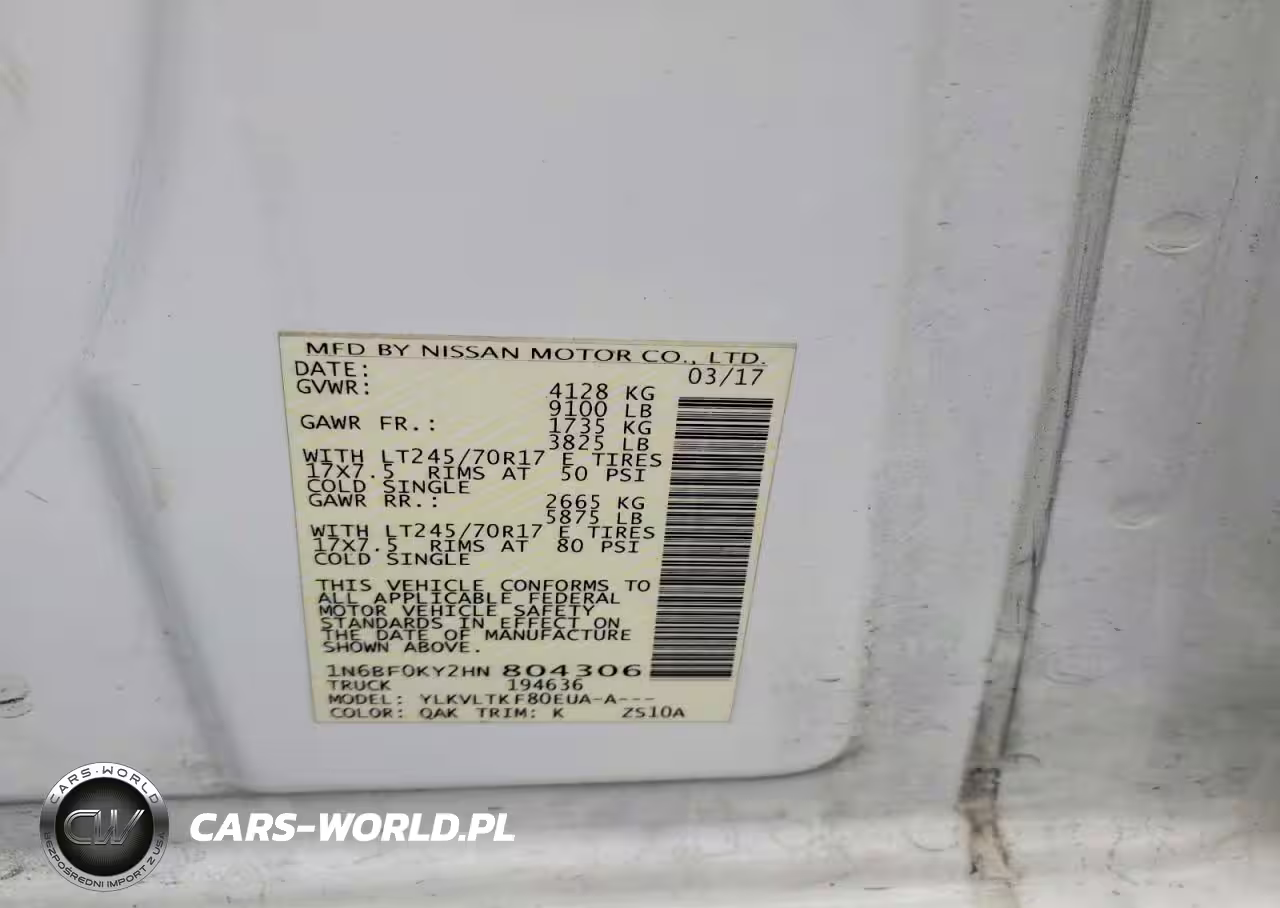 MFD BY NISSAN MOTOR CO., LTD.
DATE: 03/17
GVWR: 4128 KG
9100 LB
GAWR FR.: 1735 KG
3825 LB
WITH LT245/70R17 E TIRES
17X7.5 RIMS AT 50 PSI
COLD SINGLE
GAWR RR.: 2665 KG
5875 LB
WITH LT245/70R17 E TIRES
17X7.5 RIMS AT 80 PSI
COLD SINGLE
THIS VEHICLE CONFORMS TO
ALL APPLICABLE FEDERAL
MOTOR VEHICLE SAFETY
STANDARDS IN EFFECT ON
THE DATE OF MANUFACTURE
SHOWN ABOVE.
1N6BF0KY2HN 804306
TRUCK 194636
MODEL: YLKVLTKF80EUA-A---
COLOR: QAK TRIM: K ZS10A
CARS-WORLD
CW
BEZPOŚREDNI IMPORT Z USA
CARS-WORLD.PL